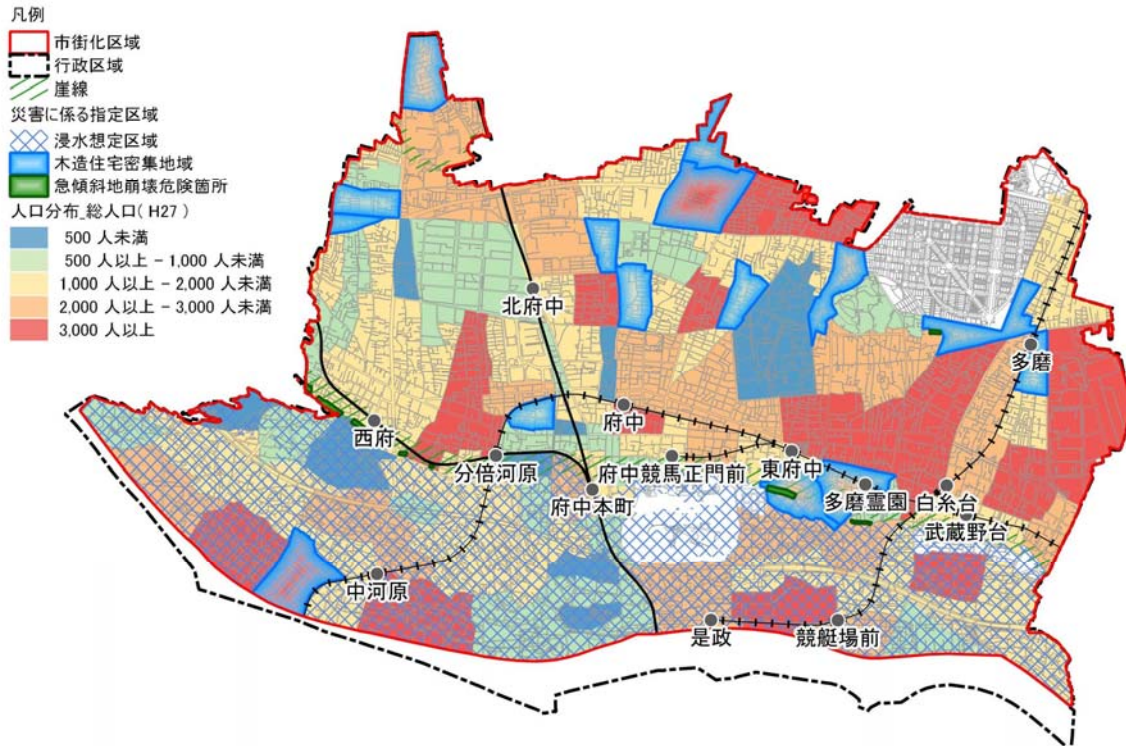 凡例
市街化区域
行政区域
崖線
災害に係る指定区域
浸水想定区域
木造住宅密集地域
急傾斜地崩壊危険箇所
人口分布_総人口(H27)
500 人未満
500 人以上 - 1,000 人未満
1,000 人以上 - 2,000 人未満
2,000 人以上 - 3,000 人未満
3,000 人以上
北府中
多磨
府中
西府
分倍河原
府中競馬正門前
東府中
府中本町
多磨霊園
白糸台
武蔵野台
中河原
是政
競艇場前